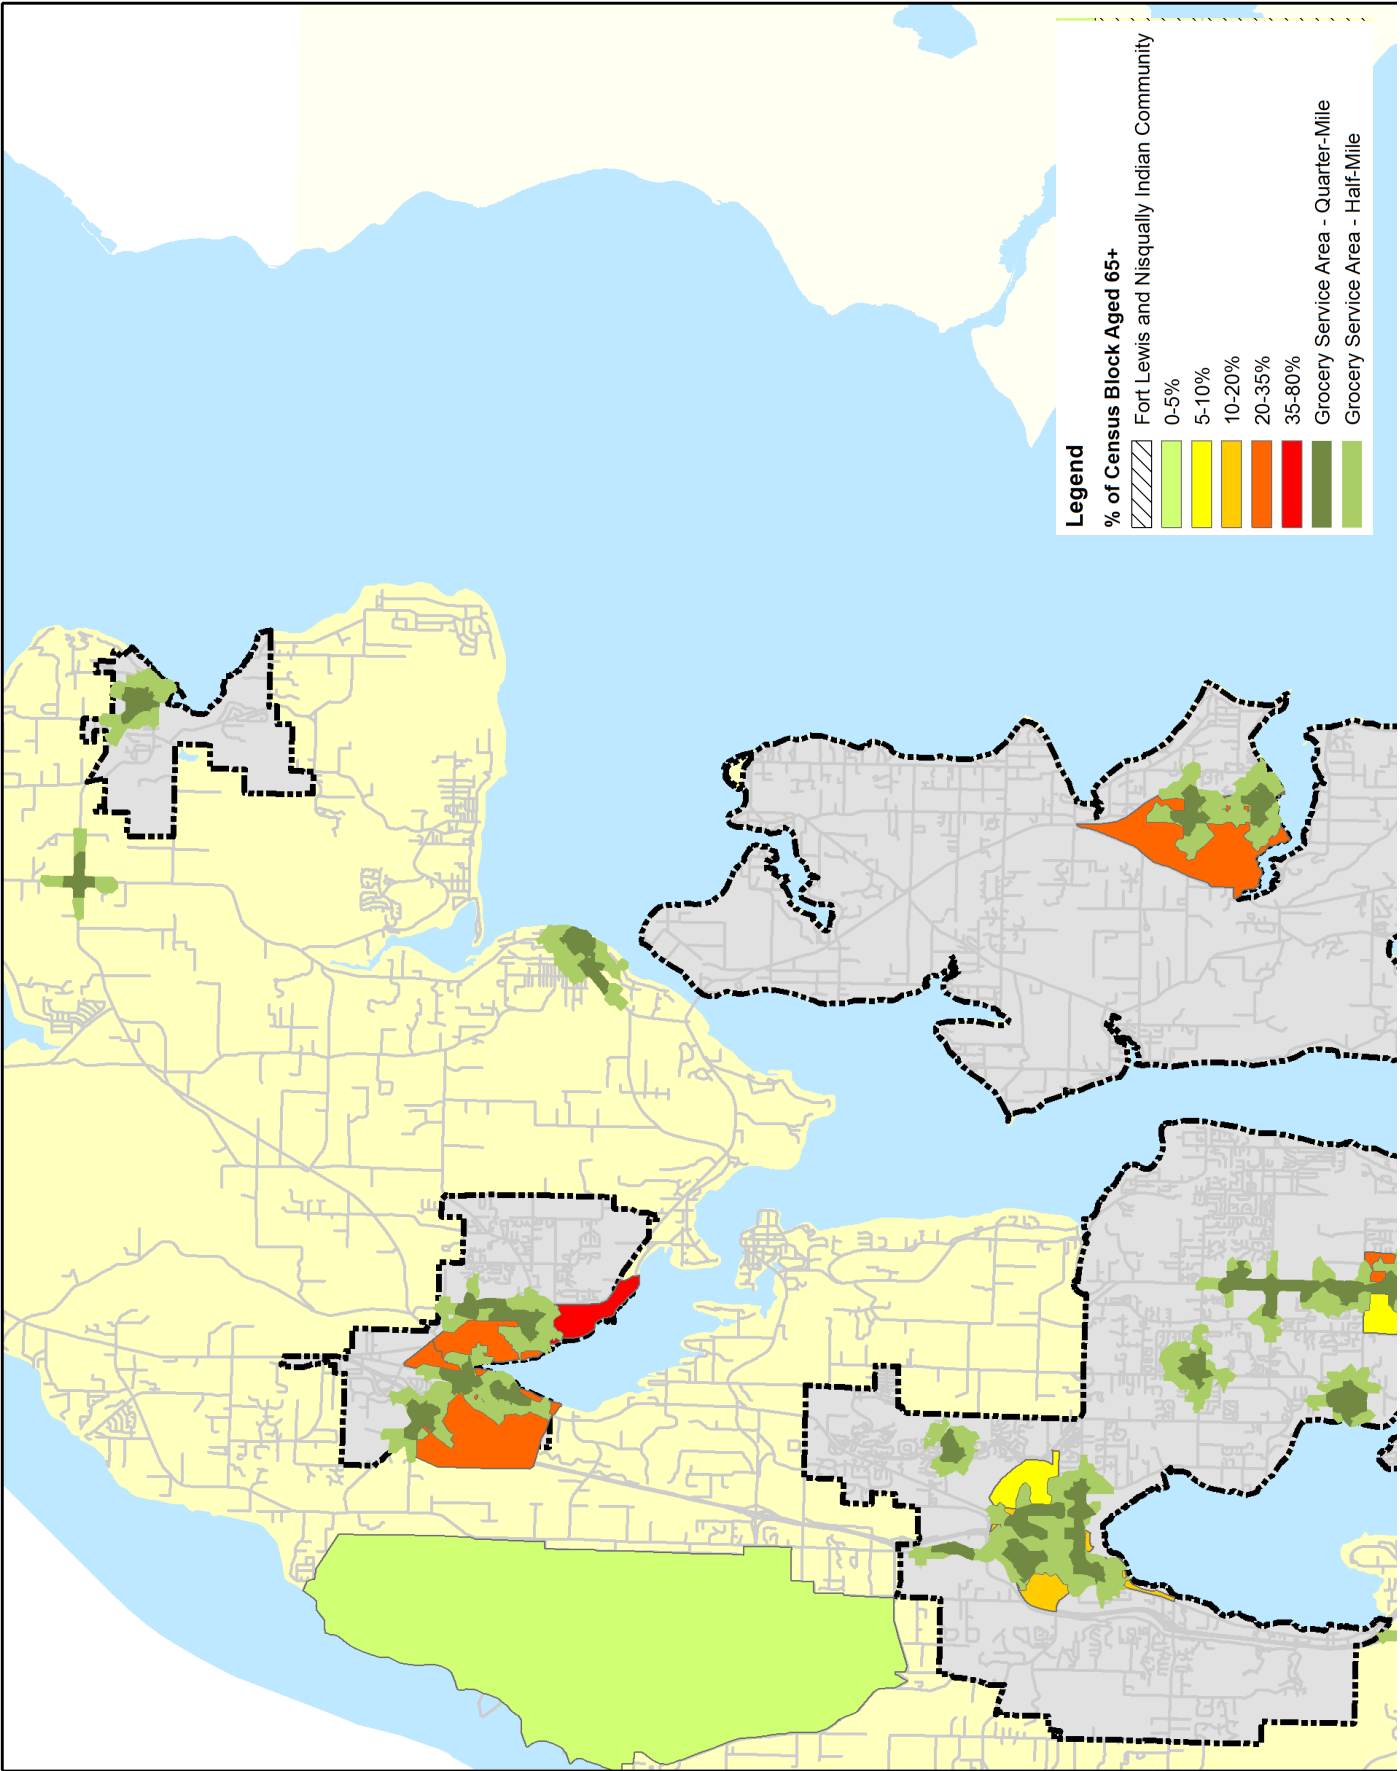 Legend
% of Census Block Aged 65+
Fort Lewis and Nisqually Indian Community
0-5%
5-10%
10-20%
20-35%
35-80%
Grocery Service Area - Quarter-Mile
Grocery Service Area - Half-Mile